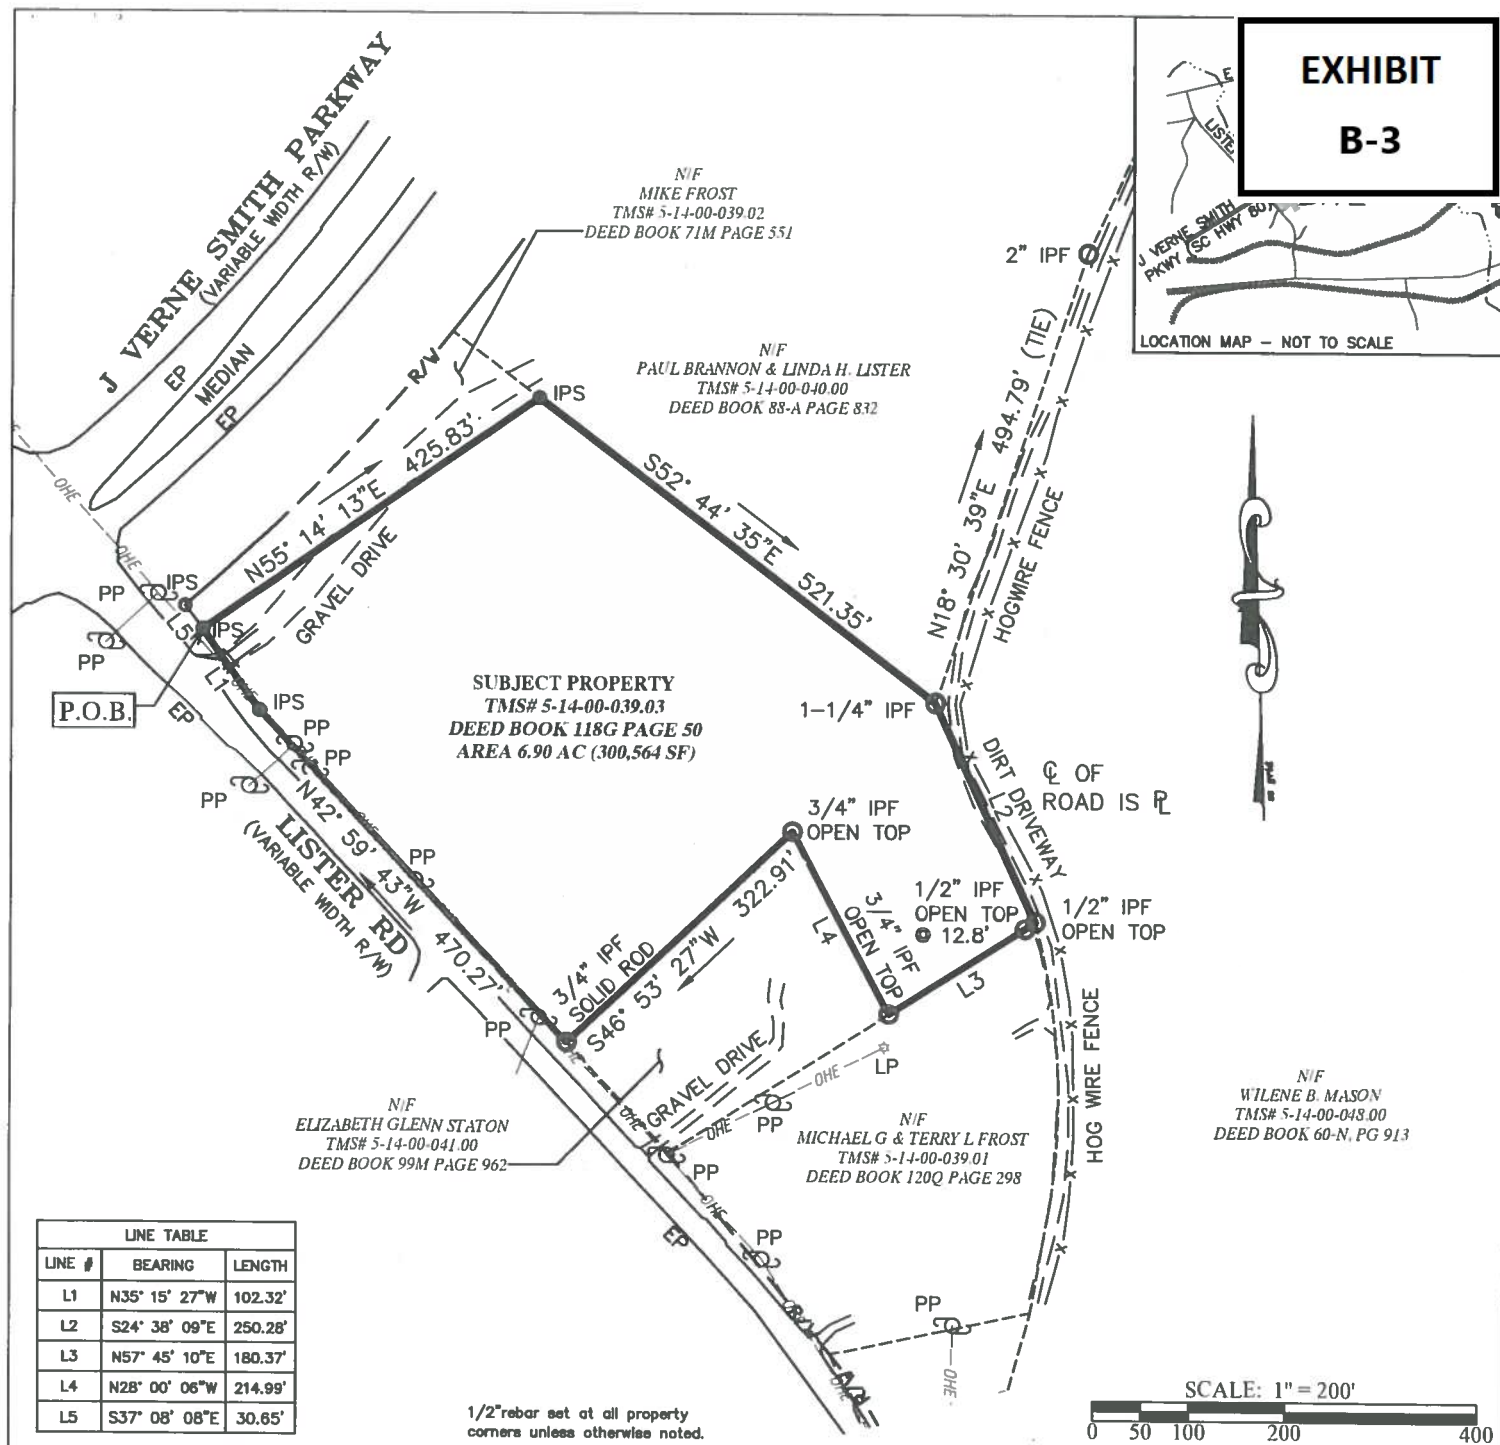 EXHIBIT
B-3
J VERNE SMITH PARKWAY
(VARIABLE WIDTH R/W)
EP
MEDIAN
EP
N/F
MIKE FROST
TMS# 5-14-00-039.02
DEED BOOK 71M PAGE 551
R/W
N/F
PAUL BRANNON & LINDA H. LISTER
TMS# 5-14-00-040.00
DEED BOOK 88-A PAGE 832
2" IPF
J VERNE SMITH
PKWY (SC HWY 80)
LOCATION MAP - NOT TO SCALE
IPS
N55° 14' 13"E 425.83'
GRAVEL DRIVE
S52° 44' 35"E 521.35'
N18° 30' 39"E 494.79' (TIE)
HOGWIRE FENCE
OHE
OHE
PP
IPS
L5
IPS
PP
L1
OHE
P.O.B.
EP
IPS
PP
PP
PP
SUBJECT PROPERTY
TMS# 5-14-00-039.03
DEED BOOK 118G PAGE 50
AREA 6.90 AC (300,564 SF)
1-1/4" IPF
DIRT DRIVEWAY
L2
℄ OF
ROAD IS ⅊
N42° 59' 43"W 470.27'
OHE
PP
LISTER RD
(VARIABLE WIDTH R/W)
3/4" IPF
OPEN TOP
1/2" IPF
OPEN TOP
@ 12.8'
1/2" IPF
OPEN TOP
L4
3/4" IPF
OPEN TOP
L3
S46° 53' 27"W 322.91'
3/4" IPF
SOLID ROD
PP
OHE
GRAVEL DRIVE
LP
OHE
OHE
PP
HOG WIRE FENCE
OHE
N/F
ELIZABETH GLENN STATON
TMS# 5-14-00-041.00
DEED BOOK 99M PAGE 962
N/F
MICHAEL G & TERRY L FROST
TMS# 5-14-00-039.01
DEED BOOK 120Q PAGE 298
N/F
WILENE B. MASON
TMS# 5-14-00-048.00
DEED BOOK 60-N, PG 913
PP
OHE
EP
PP
PP
OHE
OHE
R/W
LINE TABLE
LINE # BEARING LENGTH
L1 N35° 15' 27"W 102.32'
L2 S24° 38' 09"E 250.28'
L3 N57° 45' 10"E 180.37'
L4 N28° 00' 06"W 214.99'
L5 S37° 08' 08"E 30.65'
1/2"rebar set at all property
corners unless otherwise noted.
SCALE: 1" = 200'
0 50 100 200 400